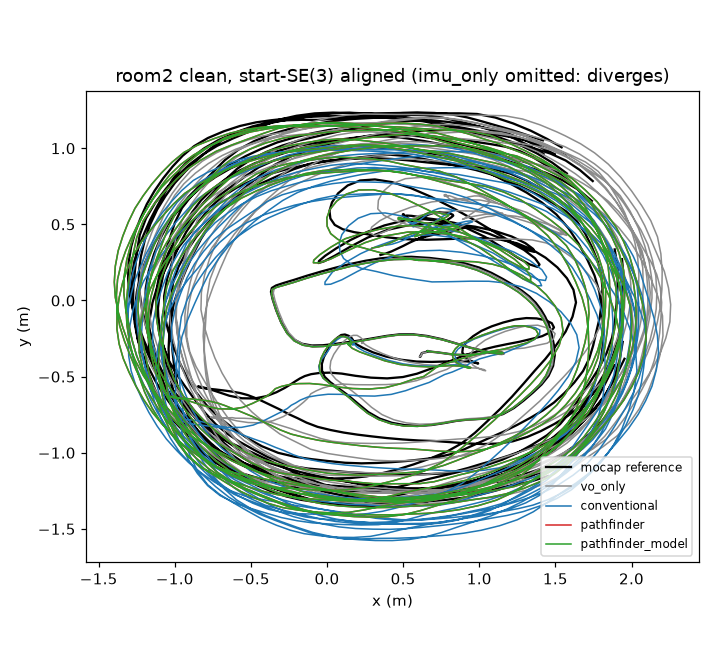 room2 clean, start-SE(3) aligned (imu_only omitted: diverges)
y (m)
1.0
0.5
0.0
−0.5
−1.0
−1.5
mocap reference
vo_only
conventional
pathfinder
pathfinder_model
−1.5 −1.0 −0.5 0.0 0.5 1.0 1.5 2.0
x (m)